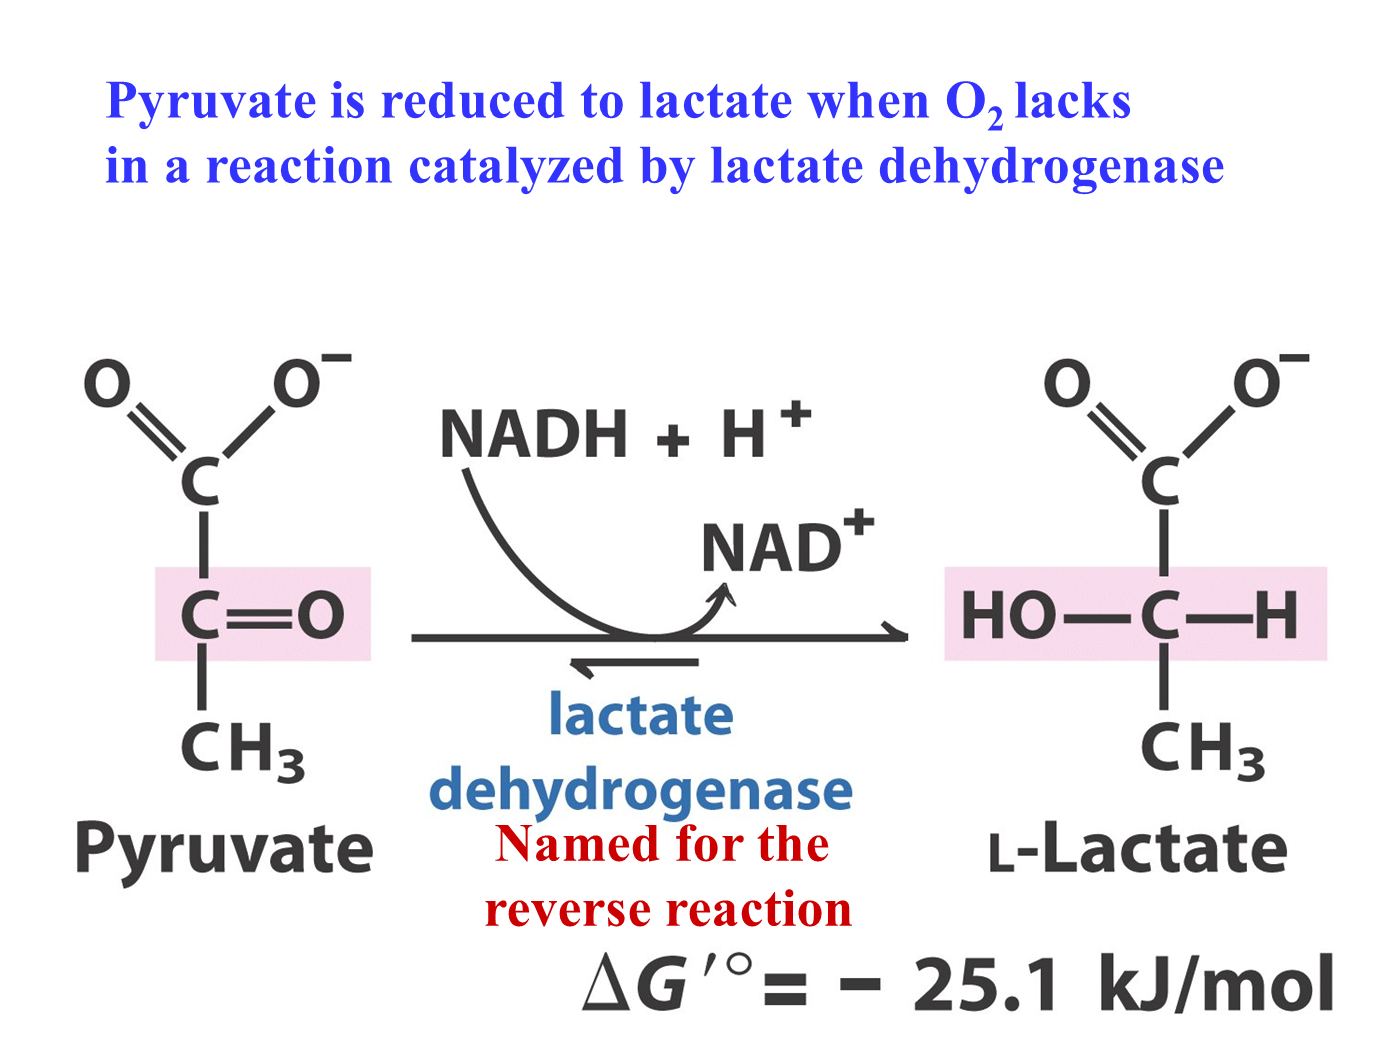 Pyruvate is reduced to lactate when O₂ lacks
in a reaction catalyzed by lactate dehydrogenase
O O⁻
C
C=O
CH₃
Pyruvate
NADH + H⁺
NAD⁺
lactate
dehydrogenase
Named for the
reverse reaction
O O⁻
C
HO—C—H
CH₃
L-Lactate
ΔG′° = − 25.1 kJ/mol